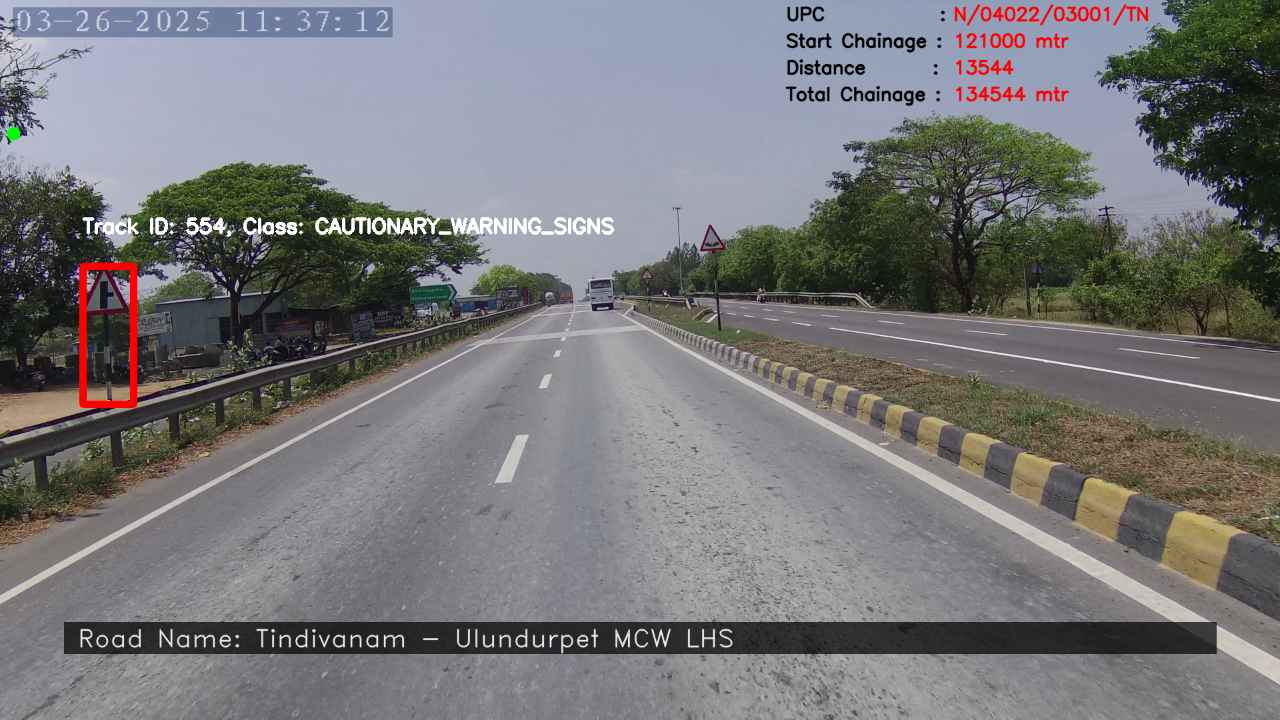 03-26-2025 11:37:12
UPC : N/04022/03001/TN
Start Chainage : 121000 mtr
Distance : 13544
Total Chainage : 134544 mtr
Track ID: 554, Class: CAUTIONARY_WARNING_SIGNS
Road Name: Tindivanam - Ulundurpet MCW LHS